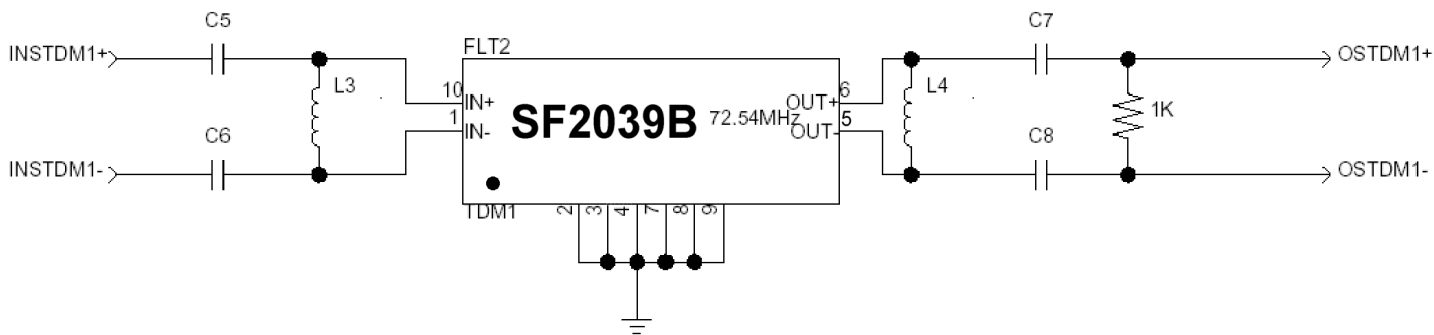 C5
C7
INSTDM1+
FLT2
OSTDM1+
L3
L4
10
IN+
6
OUT+
SF2039B
72.54MHz
1K
1
IN-
5
OUT-
C6
C8
INSTDM1-
OSTDM1-
TDM1
2
3
4
7
8
9